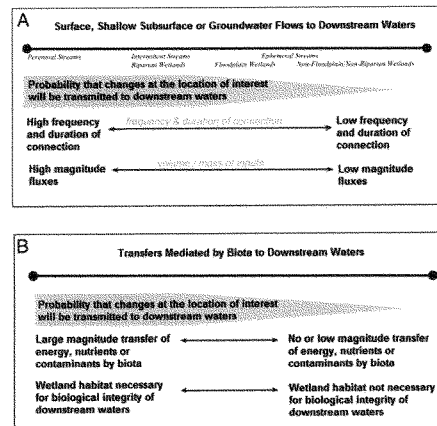 A
Surface, Shallow Subsurface or Groundwater Flows to Downstream Waters
Perennial Streams Intermittent Streams Ephemeral Streams
Riparian Wetlands Floodplain Wetlands Non-Floodplain/Non-Riparian Wetlands
Probability that changes at the location of interest
will be transmitted to downstream waters
High frequency frequency & duration of connection Low frequency
and duration of and duration of
connection connection
volume / mass of inputs
High magnitude Low magnitude
fluxes fluxes
B
Transfers Mediated by Biota to Downstream Waters
Probability that changes at the location of interest
will be transmitted to downstream waters
Large magnitude transfer of No or low magnitude transfer
energy, nutrients or of energy, nutrients or
contaminants by biota contaminants by biota
Wetland habitat necessary Wetland habitat not necessary
for biological integrity of for biological integrity of
downstream waters downstream waters